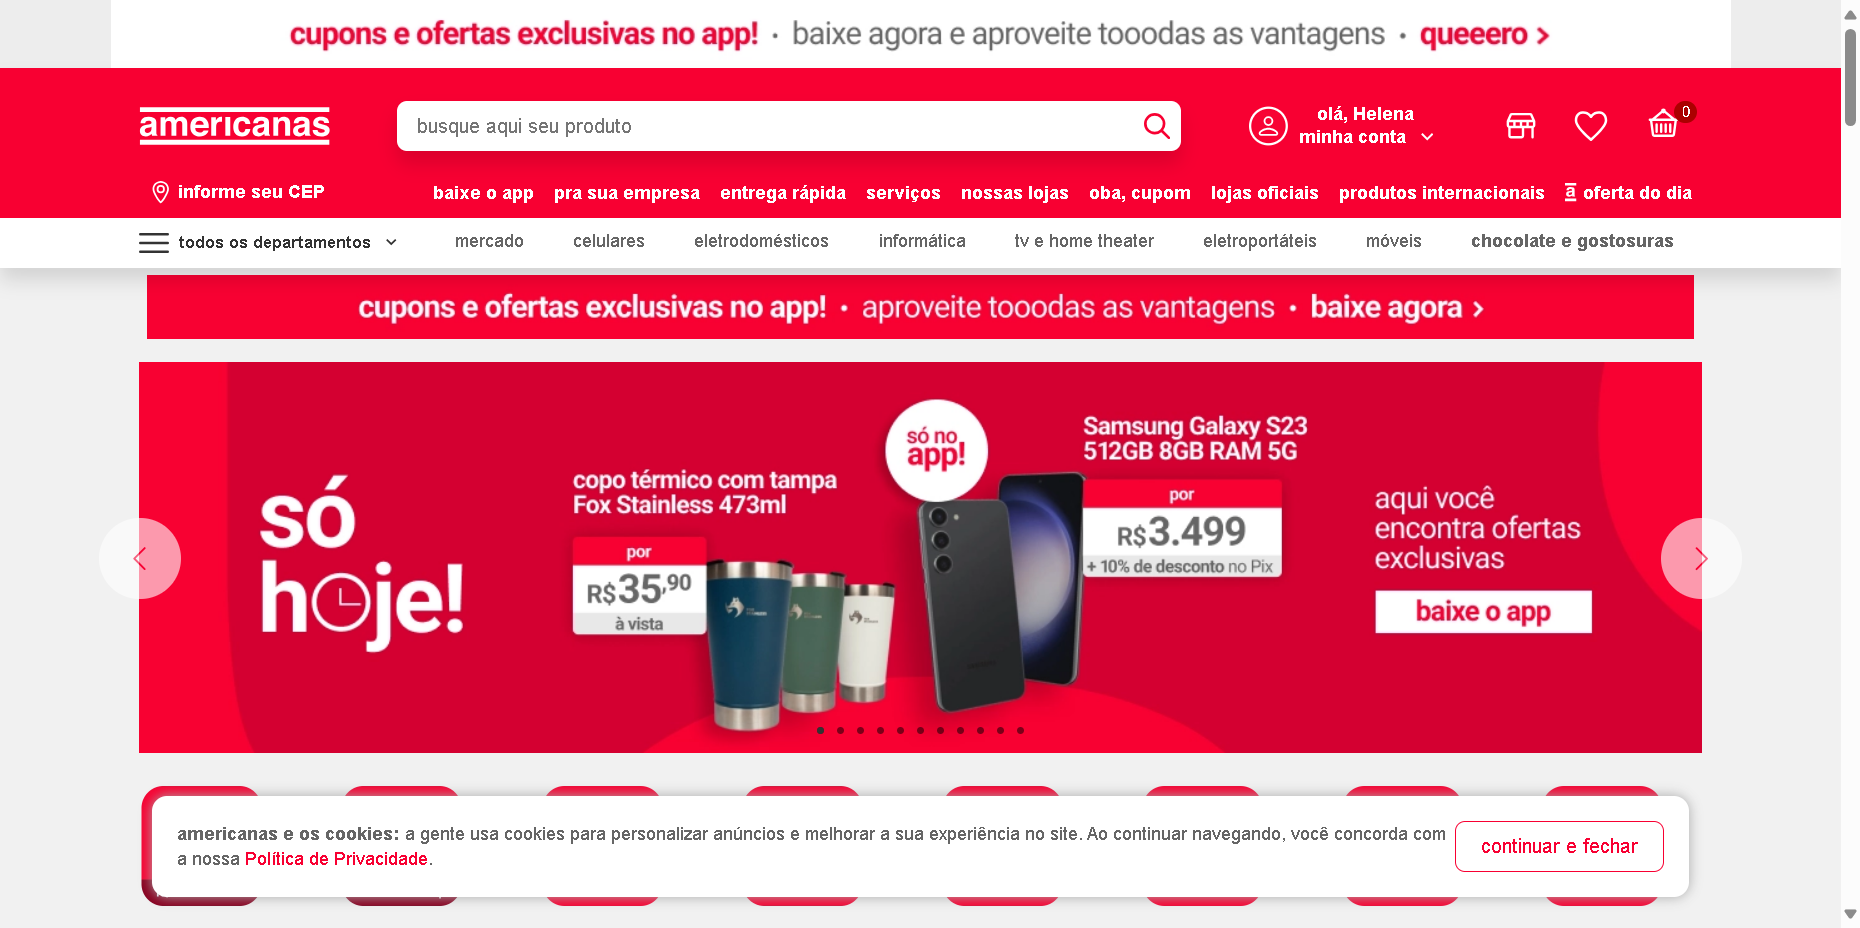 cupons e ofertas exclusivas no app! · baixe agora e aproveite tooodas as vantagens · queeero >
americanas
busque aqui seu produto
olá, Helena
minha conta
0
informe seu CEP
baixe o app
pra sua empresa
entrega rápida
serviços
nossas lojas
oba, cupom
lojas oficiais
produtos internacionais
a oferta do dia
todos os departamentos
mercado
celulares
eletrodomésticos
informática
tv e home theater
eletroportáteis
móveis
chocolate e gostosuras
cupons e ofertas exclusivas no app! · aproveite tooodas as vantagens · baixe agora >
só
hoje!
copo térmico com tampa
Fox Stainless 473ml
por
R$35,90
à vista
só no
app!
Samsung Galaxy S23
512GB 8GB RAM 5G
por
R$3.499
+ 10% de desconto no Pix
aqui você
encontra ofertas
exclusivas
baixe o app
americanas e os cookies: a gente usa cookies para personalizar anúncios e melhorar a sua experiência no site. Ao continuar navegando, você concorda com
a nossa Política de Privacidade.
continuar e fechar